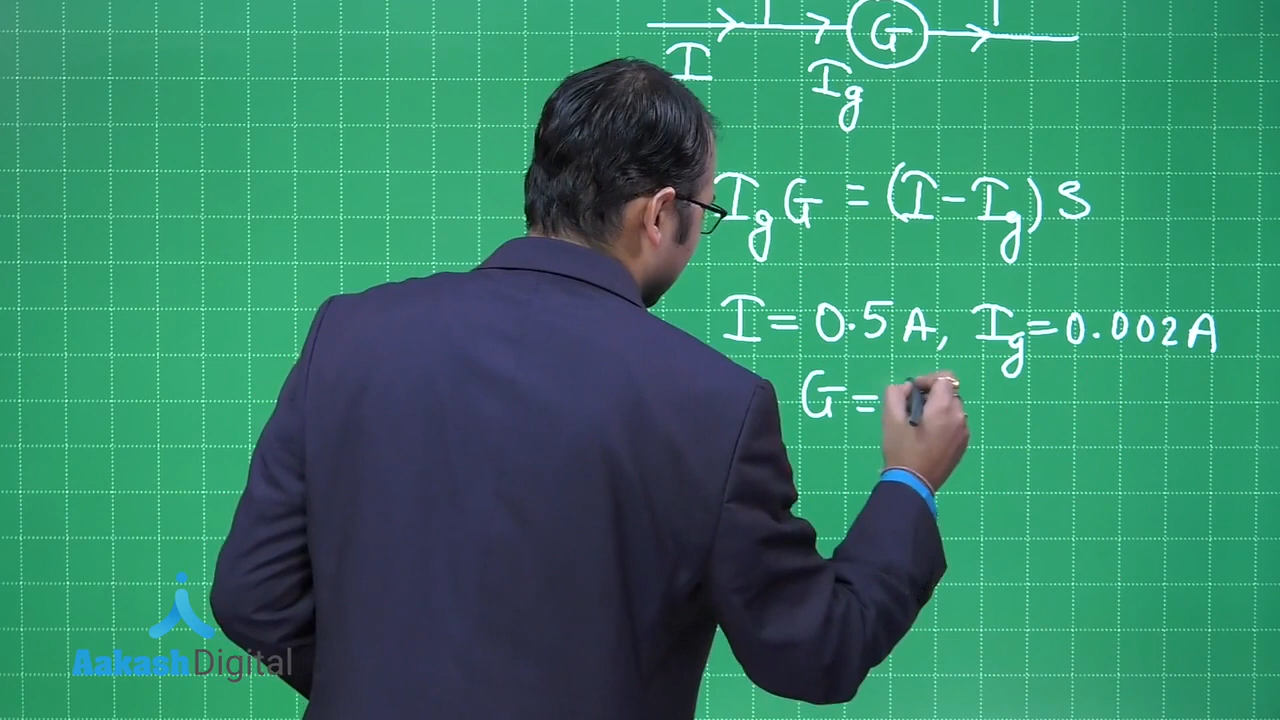 I
G
Ig
IgG = (I-Ig) S
I = 0.5 A, Ig = 0.002 A
G =
Aakash Digital